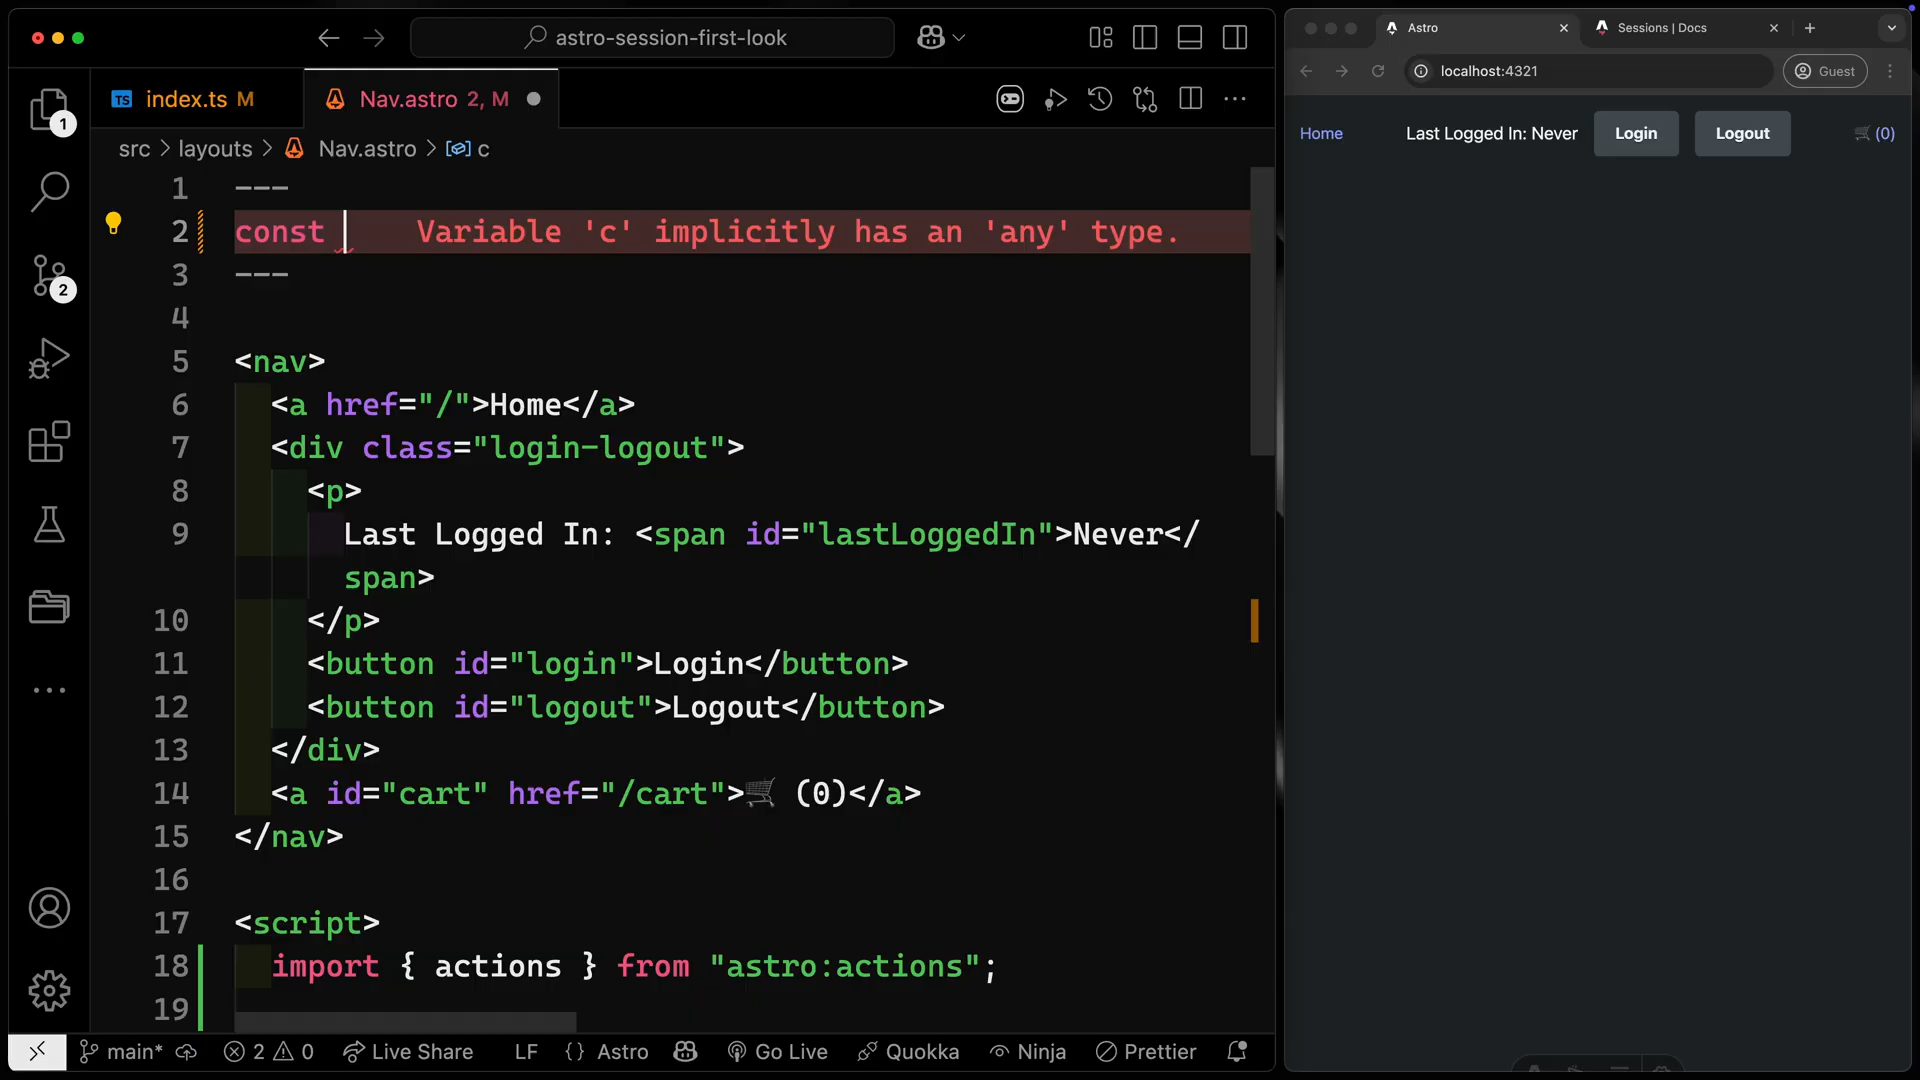 astro-session-first-look
index.ts M
Nav.astro 2, M
src > layouts > Nav.astro > c
1 ---
2 const Variable 'c' implicitly has an 'any' type.
3 ---
4
5 <nav>
6 <a href="/">Home</a>
7 <div class="login-logout">
8 <p>
9 Last Logged In: <span id="lastLoggedIn">Never</
span>
10 </p>
11 <button id="login">Login</button>
12 <button id="logout">Logout</button>
13 </div>
14 <a id="cart" href="/cart">🛒 (0)</a>
15 </nav>
16
17 <script>
18 import { actions } from "astro:actions";
19
1
2
main* 2 0 Live Share LF {} Astro Go Live Quokka Ninja Prettier
Astro
Sessions | Docs
localhost:4321
Guest
Home
Last Logged In: Never
Login
Logout
🛒 (0)